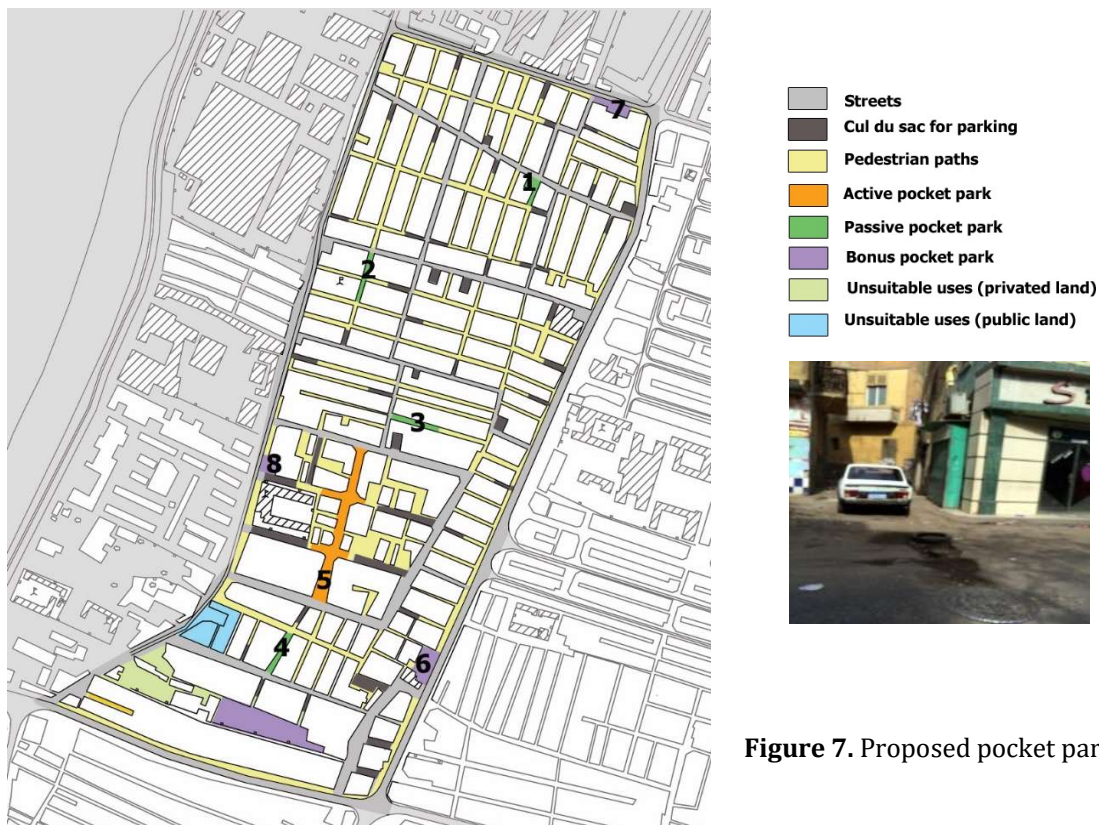 7
1
2
3
8
5
4
6
Streets
Cul du sac for parking
Pedestrian paths
Active pocket park
Passive pocket park
Bonus pocket park
Unsuitable uses (privated land)
Unsuitable uses (public land)
S
Figure 7. Proposed pocket par